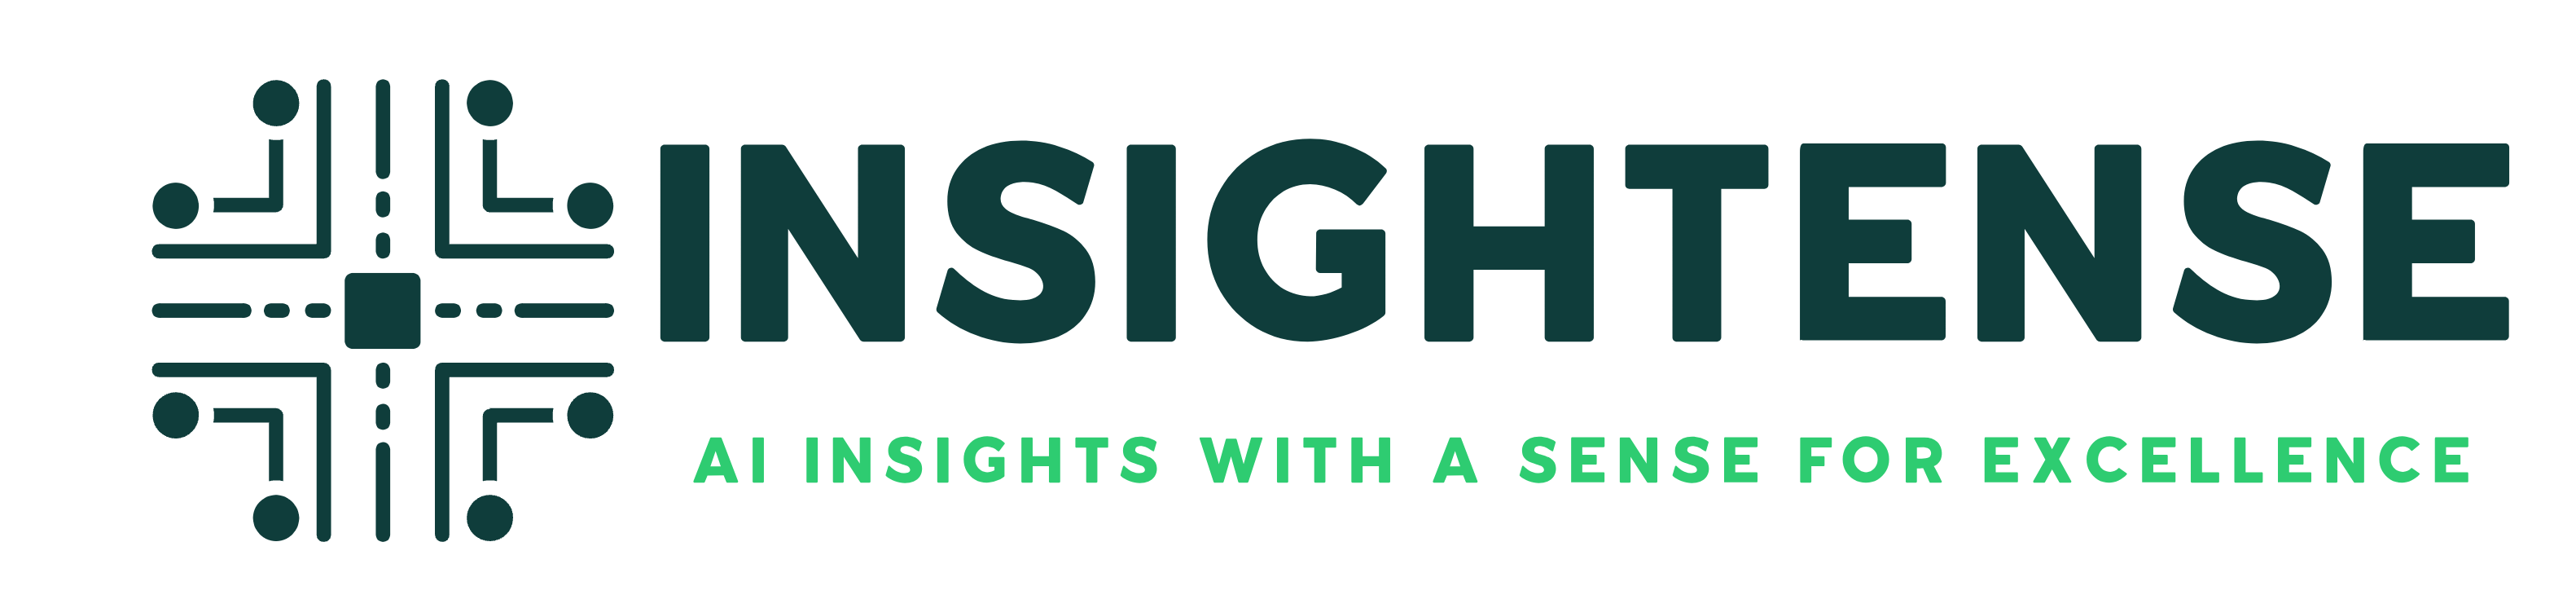 INSIGHTENSE
AI INSIGHTS WITH A SENSE FOR EXCELLENCE